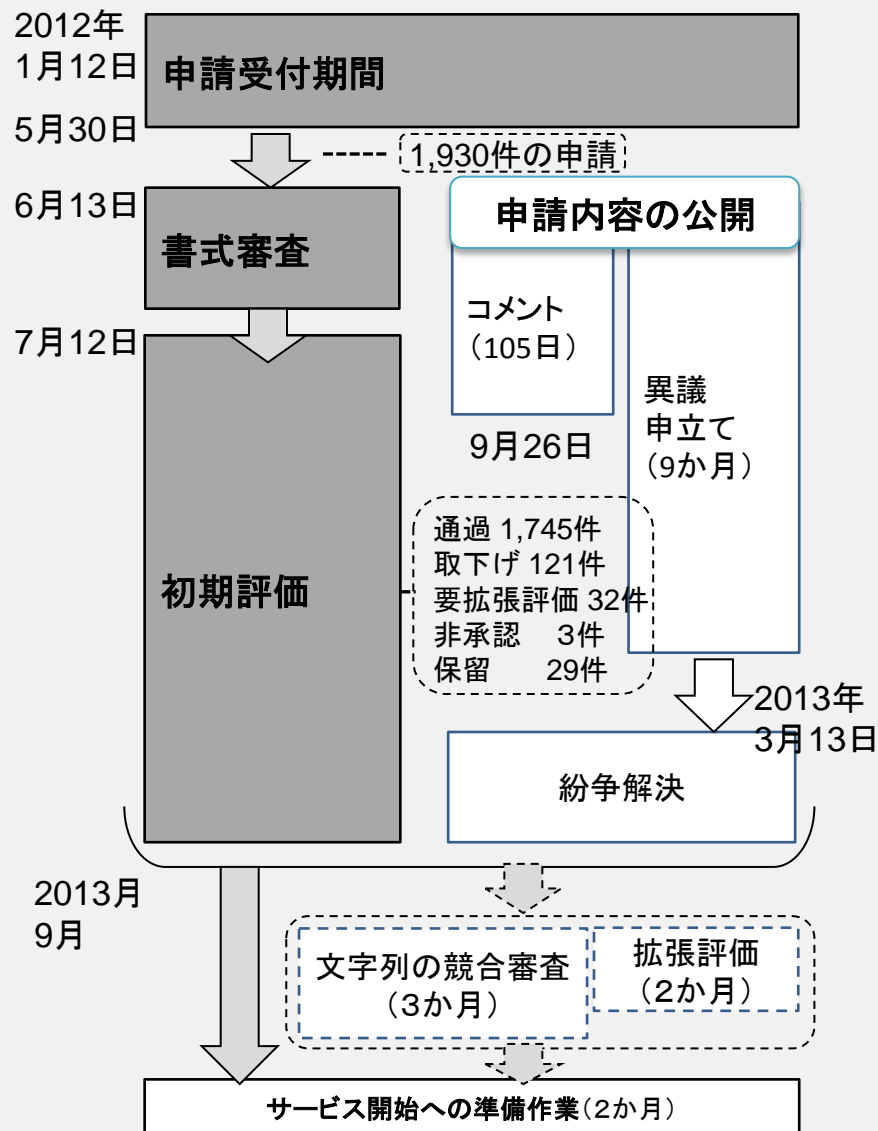 2012年
1月12日
申請受付期間
5月30日
1,930件の申請
6月13日
申請内容の公開
書式審査
コメント
（105日）
7月12日
異議
申立て
（9か月）
9月26日
通過 1,745件
取下げ 121件
要拡張評価 32件
非承認　3件
保留　29件
初期評価
2013年
3月13日
紛争解決
2013月
9月
文字列の競合審査
（３か月）
拡張評価
（２か月）
サービス開始への準備作業（２か月）